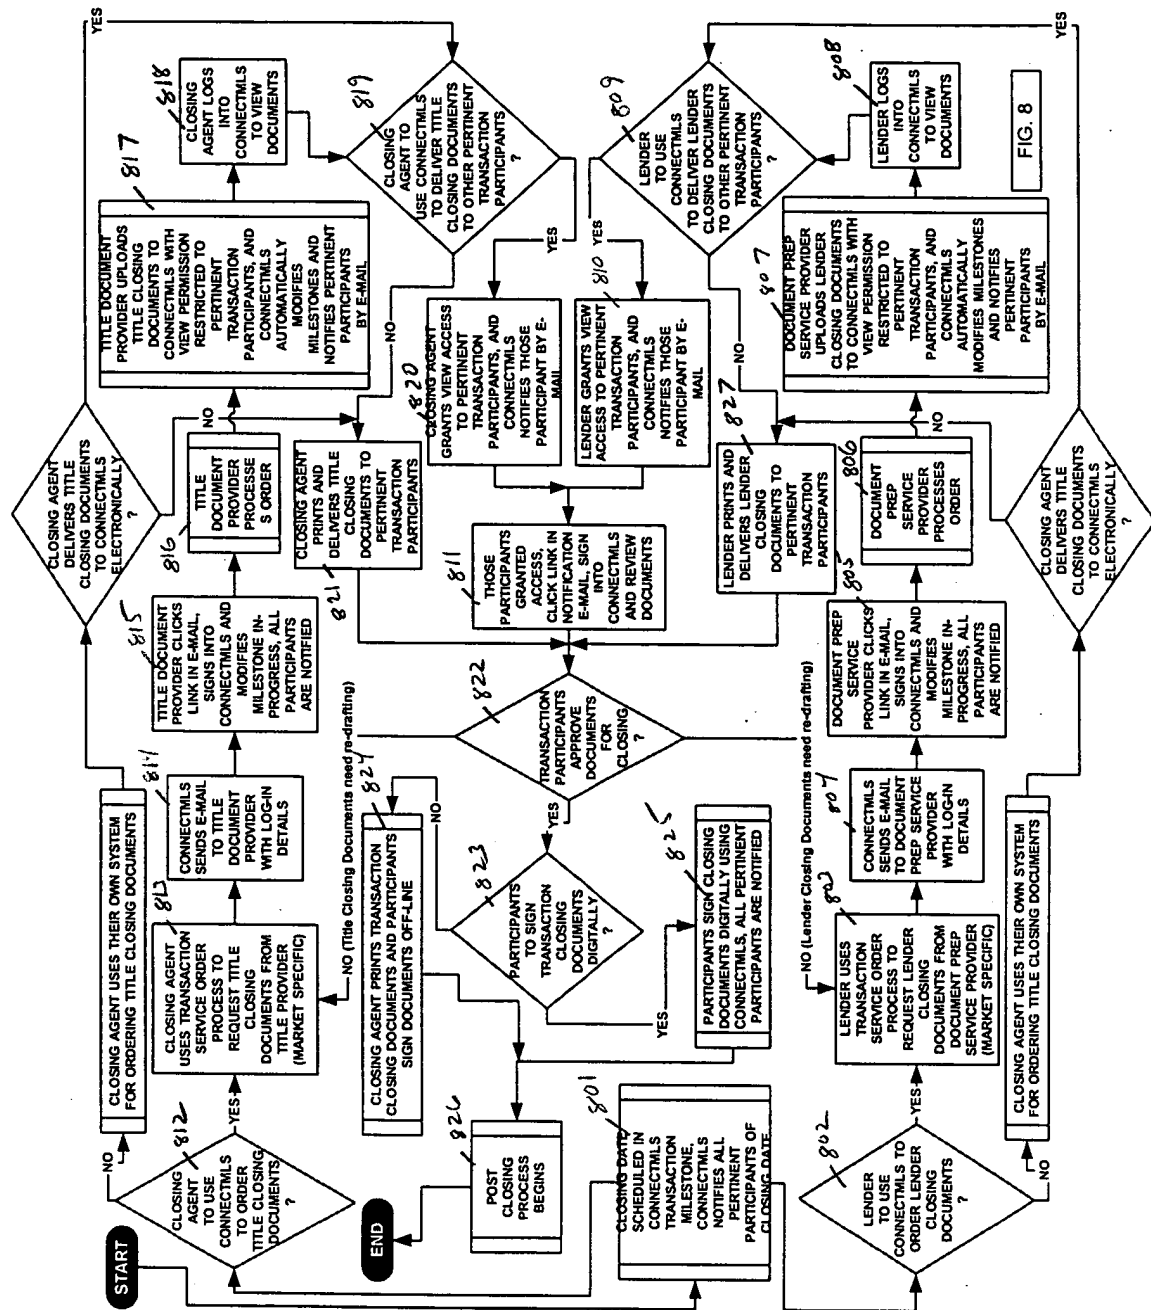 START
CLOSING DATE
SCHEDULED IN
CONNECTMLS
TRANSACTION
MILESTONE,
CONNECTMLS
NOTIFIES ALL
PERTINENT
PARTICIPANTS OF
CLOSING DATE
801
CLOSING
AGENT
TO USE
CONNECTMLS
TO ORDER
TITLE CLOSING
DOCUMENTS
?
812
NO
YES
CLOSING AGENT USES THEIR OWN SYSTEM
FOR ORDERING TITLE CLOSING DOCUMENTS
CLOSING AGENT
USES TRANSACTION
SERVICE ORDER
PROCESS TO
REQUEST TITLE
CLOSING
DOCUMENTS FROM
TITLE PROVIDER
(MARKET SPECIFIC)
813
CONNECTMLS
SENDS E-MAIL
TO TITLE
DOCUMENT
PROVIDER
WITH LOG-IN
DETAILS
814
TITLE DOCUMENT
PROVIDER CLICKS
LINK IN E-MAIL,
SIGNS INTO
CONNECTMLS AND
MODIFIES
MILESTONE IN-
PROGRESS, ALL
PARTICIPANTS
ARE NOTIFIED
815
TITLE
DOCUMENT
PROVIDER
PROCESSE
S ORDER
816
CLOSING AGENT
DELIVERS TITLE
CLOSING DOCUMENTS
TO CONNECTMLS
ELECTRONICALLY
?
NO
YES
TITLE DOCUMENT
PROVIDER UPLOADS
TITLE CLOSING
DOCUMENTS TO
CONNECTMLS WITH
VIEW PERMISSION
RESTRICTED TO
PERTINENT
TRANSACTION
PARTICIPANTS, AND
CONNECTMLS
AUTOMATICALLY
MODIFIES
MILESTONES AND
NOTIFIES PERTINENT
PARTICIPANTS
BY E-MAIL
817
CLOSING
AGENT LOGS
INTO
CONNECTMLS
TO VIEW
DOCUMENTS
818
CLOSING
AGENT TO
USE CONNECTMLS
TO DELIVER TITLE
CLOSING DOCUMENTS
TO OTHER PERTINENT
TRANSACTION
PARTICIPANTS
?
819
NO
YES
CLOSING AGENT
GRANTS VIEW ACCESS
TO PERTINENT
TRANSACTION
PARTICIPANTS, AND
CONNECTMLS
NOTIFIES THOSE
PARTICIPANT BY E-
MAIL
820
CLOSING AGENT
PRINTS AND
DELIVERS TITLE
CLOSING
DOCUMENTS TO
PERTINENT
TRANSACTION
PARTICIPANTS
821
THOSE
PARTICIPANTS
GRANTED
ACCESS,
CLICK LINK IN
NOTIFICATION
E-MAIL, SIGN
INTO
CONNECTMLS
AND REVIEW
DOCUMENTS
811
TRANSACTION
PARTICIPANTS
APPROVE
DOCUMENTS
FOR
CLOSING
?
822
NO (Title Closing Documents need re-drafting)
NO (Lender Closing Documents need re-drafting)
YES
PARTICIPANTS
TO SIGN
TRANSACTION
CLOSING
DOCUMENTS
DIGITALLY
?
823
NO
YES
CLOSING AGENT PRINTS TRANSACTION
CLOSING DOCUMENTS AND PARTICIPANTS
SIGN DOCUMENTS OFF-LINE
824
PARTICIPANTS SIGN CLOSING
DOCUMENTS DIGITALLY USING
CONNECTMLS, ALL PERTINENT
PARTICIPANTS ARE NOTIFIED
825
POST
CLOSING
PROCESS
BEGINS
826
END
LENDER
TO USE
CONNECTMLS TO
ORDER LENDER
CLOSING
DOCUMENTS
?
802
NO
YES
CLOSING AGENT USES THEIR OWN SYSTEM
FOR ORDERING TITLE CLOSING DOCUMENTS
LENDER USES
TRANSACTION
SERVICE ORDER
PROCESS TO
REQUEST LENDER
CLOSING
DOCUMENTS FROM
DOCUMENT PREP
SERVICE PROVIDER
(MARKET SPECIFIC)
803
CONNECTMLS
SENDS E-MAIL
TO DOCUMENT
PREP SERVICE
PROVIDER
WITH LOG-IN
DETAILS
804
DOCUMENT PREP
SERVICE
PROVIDER CLICKS
LINK IN E-MAIL,
SIGNS INTO
CONNECTMLS AND
MODIFIES
MILESTONE IN-
PROGRESS, ALL
PARTICIPANTS
ARE NOTIFIED
805
DOCUMENT
PREP
SERVICE
PROVIDER
PROCESSES
ORDER
806
CLOSING AGENT
DELIVERS TITLE
CLOSING DOCUMENTS
TO CONNECTMLS
ELECTRONICALLY
?
NO
YES
DOCUMENT PREP
SERVICE PROVIDER
UPLOADS LENDER
CLOSING DOCUMENTS
TO CONNECTMLS WITH
VIEW PERMISSION
RESTRICTED TO
PERTINENT
TRANSACTION
PARTICIPANTS, AND
CONNECTMLS
AUTOMATICALLY
MODIFIES MILESTONES
AND NOTIFIES
PERTINENT
PARTICIPANTS
BY E-MAIL
807
LENDER LOGS
INTO
CONNECTMLS
TO VIEW
DOCUMENTS
808
LENDER
TO USE
CONNECTMLS
TO DELIVER LENDER
CLOSING DOCUMENTS
TO OTHER PERTINENT
TRANSACTION
PARTICIPANTS
?
809
NO
YES
LENDER GRANTS VIEW
ACCESS TO PERTINENT
TRANSACTION
PARTICIPANTS, AND
CONNECTMLS
NOTIFIES THOSE
PARTICIPANT BY E-
MAIL
810
LENDER PRINTS AND
DELIVERS LENDER
CLOSING
DOCUMENTS TO
PERTINENT
TRANSACTION
PARTICIPANTS
827
FIG. 8